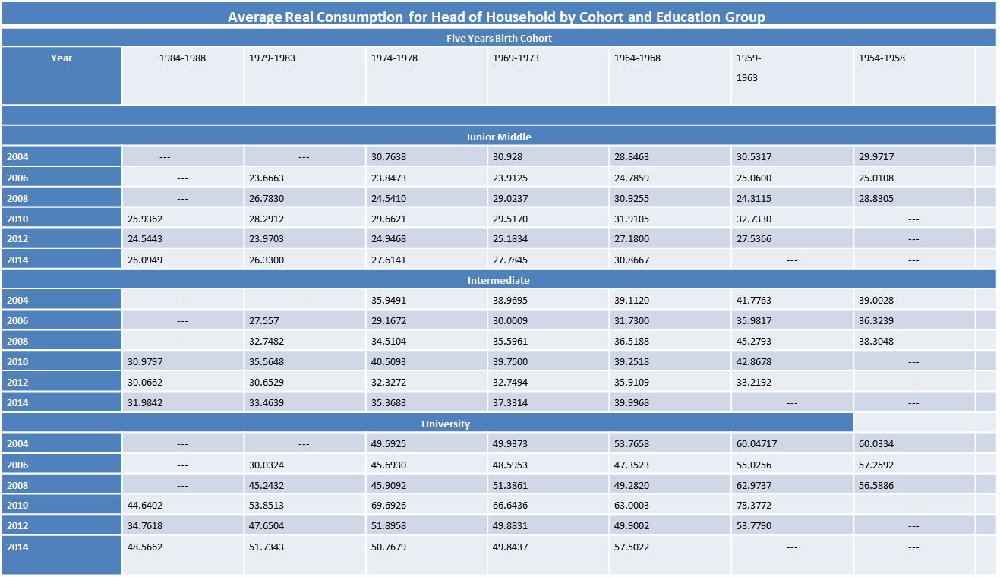 Average Real Consumption for Head of Household by Cohort and Education Group
Five Years Birth Cohort
Year 1984-1988 1979-1983 1974-1978 1969-1973 1964-1968 1959- 1954-1958
1963
Junior Middle
2004 --- --- 30.7638 30.928 28.8463 30.5317 29.9717
2006 --- 23.6663 23.8473 23.9125 24.7859 25.0600 25.0108
2008 --- 26.7830 24.5410 29.0237 30.9255 24.3115 28.8305
2010 25.9362 28.2912 29.6621 29.5170 31.9105 32.7330 ---
2012 24.5443 23.9703 24.9468 25.1834 27.1800 27.5366 ---
2014 26.0949 26.3300 27.6141 27.7845 30.8667 --- ---
Intermediate
2004 --- --- 35.9491 38.9695 39.1120 41.7763 39.0028
2006 --- 27.557 29.1672 30.0009 31.7300 35.9817 36.3239
2008 --- 32.7482 34.5104 35.5961 36.5188 45.2793 38.3048
2010 30.9797 35.5648 40.5093 39.7500 39.2518 42.8678 ---
2012 30.0662 30.6529 32.3272 32.7494 35.9109 33.2192 ---
2014 31.9842 33.4639 35.3683 37.3314 39.9968 --- ---
University
2004 --- --- 49.5925 49.9373 53.7658 60.04717 60.0334
2006 --- 30.0324 45.6930 48.5953 47.3523 55.0256 57.2592
2008 --- 45.2432 45.9092 51.3861 49.2820 62.9737 56.5886
2010 44.6402 53.8513 69.6926 66.6436 63.0003 78.3772 ---
2012 34.7618 47.6504 51.8958 49.8831 49.9002 53.7790 ---
2014 48.5662 51.7343 50.7679 49.8437 57.5022 --- ---